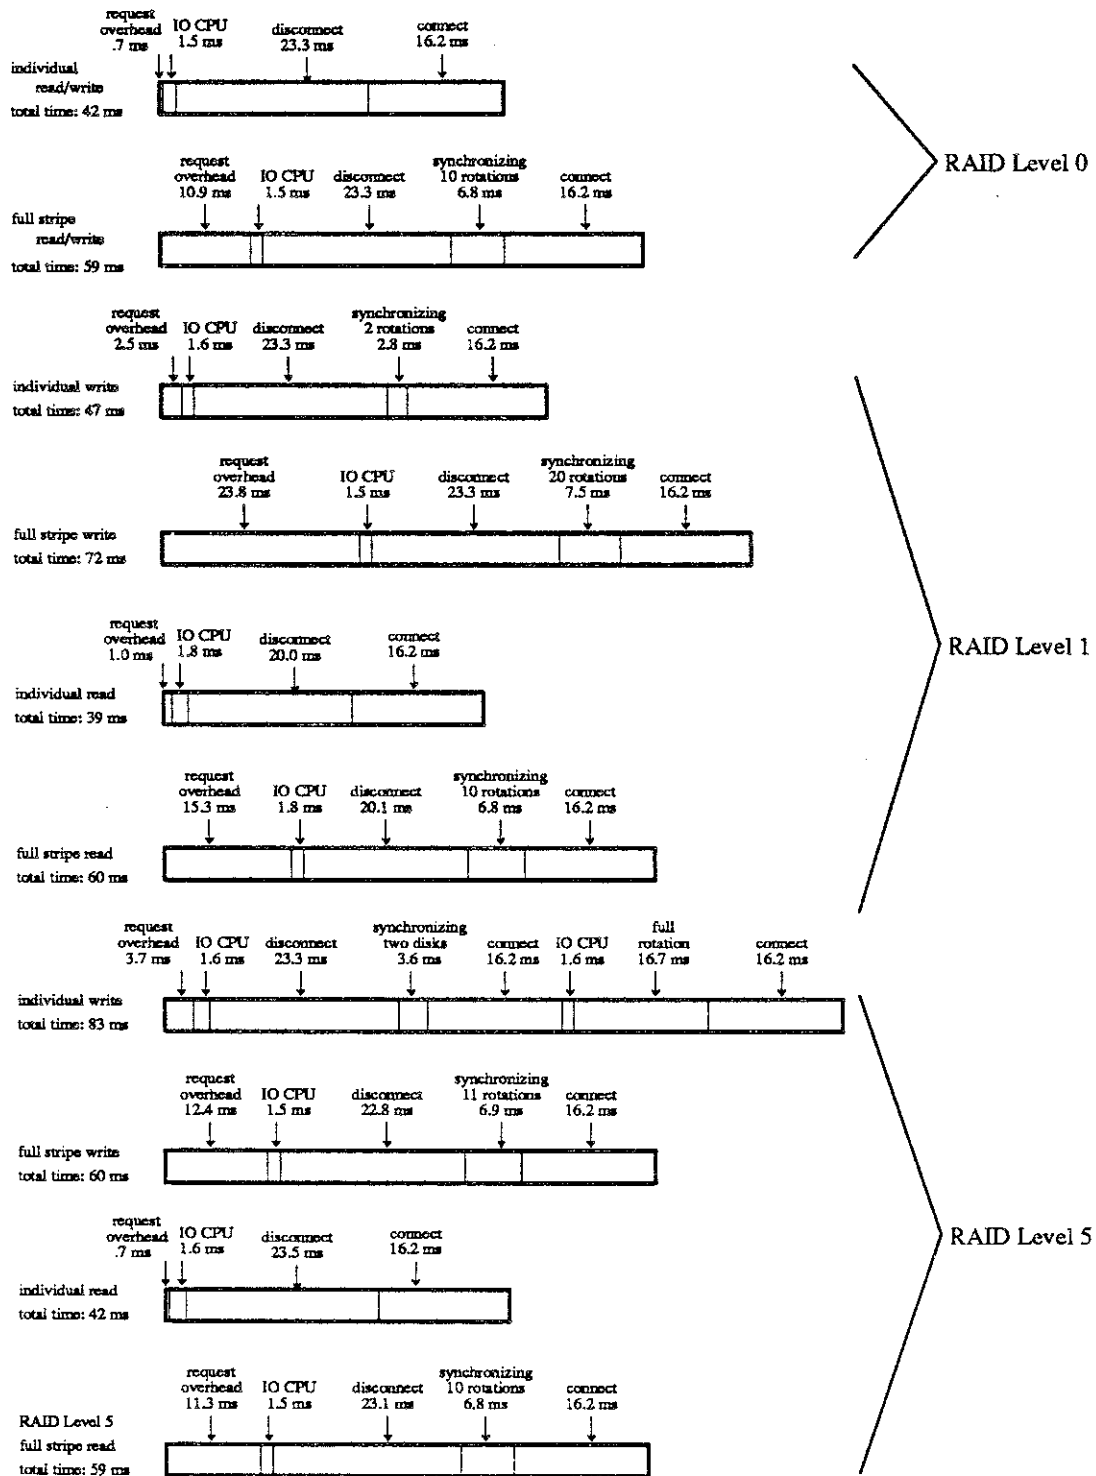 request
overhead IO CPU disconnect connect
.7 ms 1.5 ms 23.3 ms 16.2 ms
individual
read/write
total time: 42 ms
RAID Level 0
request synchronizing
overhead IO CPU disconnect 10 rotations connect
10.9 ms 1.5 ms 23.3 ms 6.8 ms 16.2 ms
full stripe
read/write
total time: 59 ms
request synchronizing
overhead IO CPU disconnect 2 rotations connect
2.5 ms 1.6 ms 23.3 ms 2.8 ms 16.2 ms
individual write
total time: 47 ms
request synchronizing
overhead IO CPU disconnect 20 rotations connect
23.8 ms 1.5 ms 23.3 ms 7.5 ms 16.2 ms
full stripe write
total time: 72 ms
request
overhead IO CPU disconnect connect
1.0 ms 1.8 ms 20.0 ms 16.2 ms
RAID Level 1
individual read
total time: 39 ms
request synchronizing
overhead IO CPU disconnect 10 rotations connect
15.3 ms 1.8 ms 20.1 ms 6.8 ms 16.2 ms
full stripe read
total time: 60 ms
request synchronizing full
overhead IO CPU disconnect two disks connect IO CPU rotation connect
3.7 ms 1.6 ms 23.3 ms 3.6 ms 16.2 ms 1.6 ms 16.7 ms 16.2 ms
individual write
total time: 83 ms
request synchronizing
overhead IO CPU disconnect 11 rotations connect
12.4 ms 1.5 ms 22.8 ms 6.9 ms 16.2 ms
full stripe write
total time: 60 ms
request
overhead IO CPU disconnect connect
.7 ms 1.6 ms 23.5 ms 16.2 ms
RAID Level 5
individual read
total time: 42 ms
request synchronizing
overhead IO CPU disconnect 10 rotations connect
11.3 ms 1.5 ms 23.1 ms 6.8 ms 16.2 ms
RAID Level 5
full stripe read
total time: 59 ms